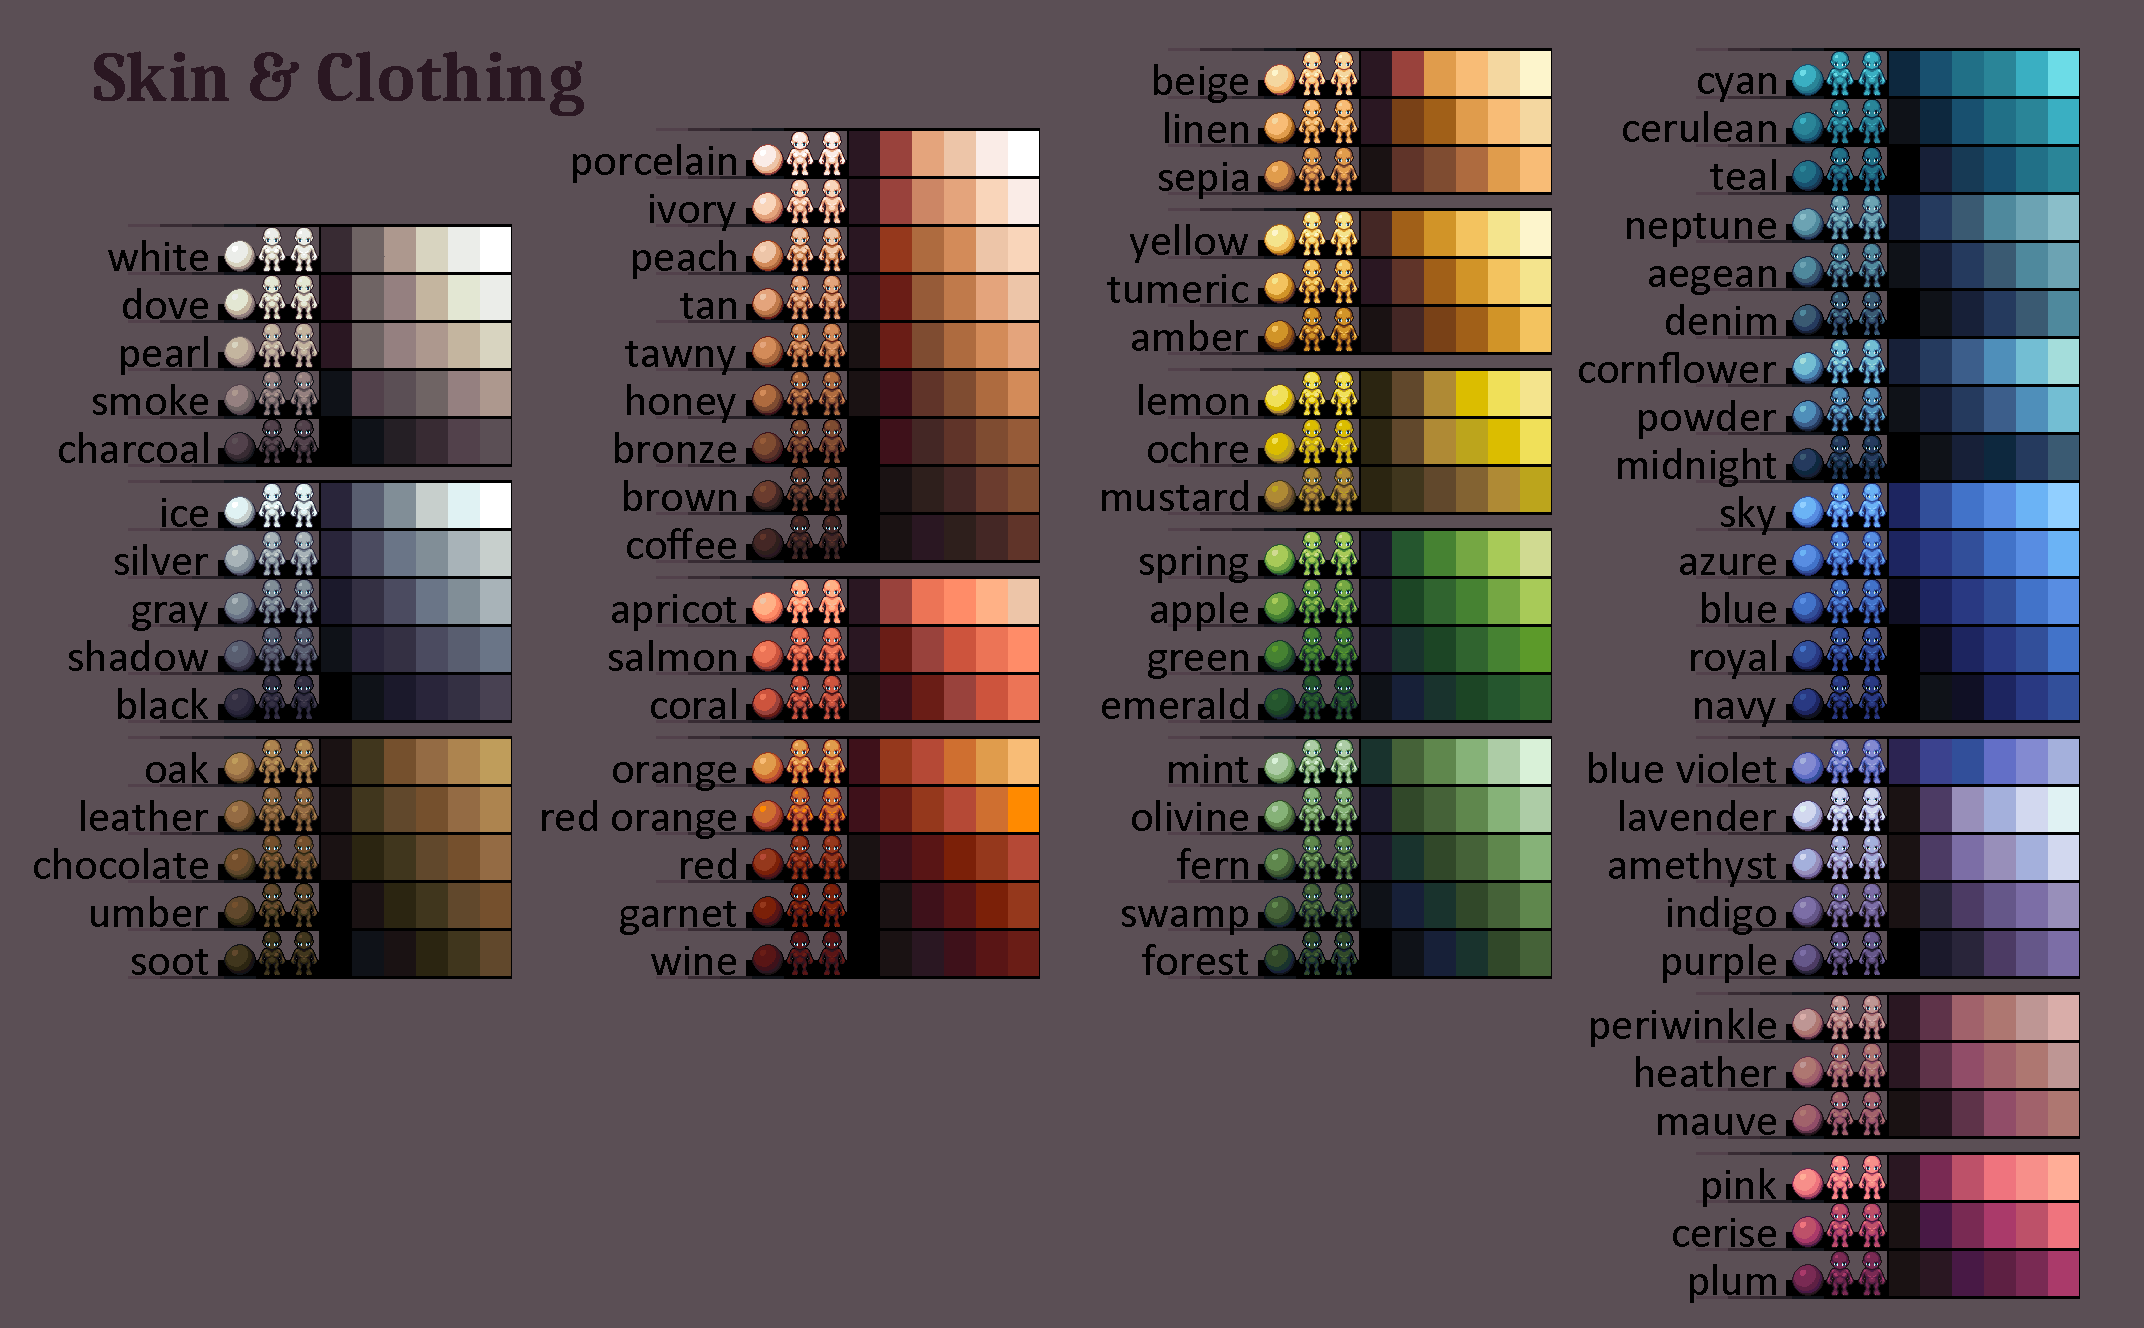 Skin & Clothing
white
dove
pearl
smoke
charcoal
ice
silver
gray
shadow
black
oak
leather
chocolate
umber
soot
porcelain
ivory
peach
tan
tawny
honey
bronze
brown
coffee
apricot
salmon
coral
orange
red orange
red
garnet
wine
beige
linen
sepia
yellow
tumeric
amber
lemon
ochre
mustard
spring
apple
green
emerald
mint
olivine
fern
swamp
forest
cyan
cerulean
teal
neptune
aegean
denim
cornflower
powder
midnight
sky
azure
blue
royal
navy
blue violet
lavender
amethyst
indigo
purple
periwinkle
heather
mauve
pink
cerise
plum